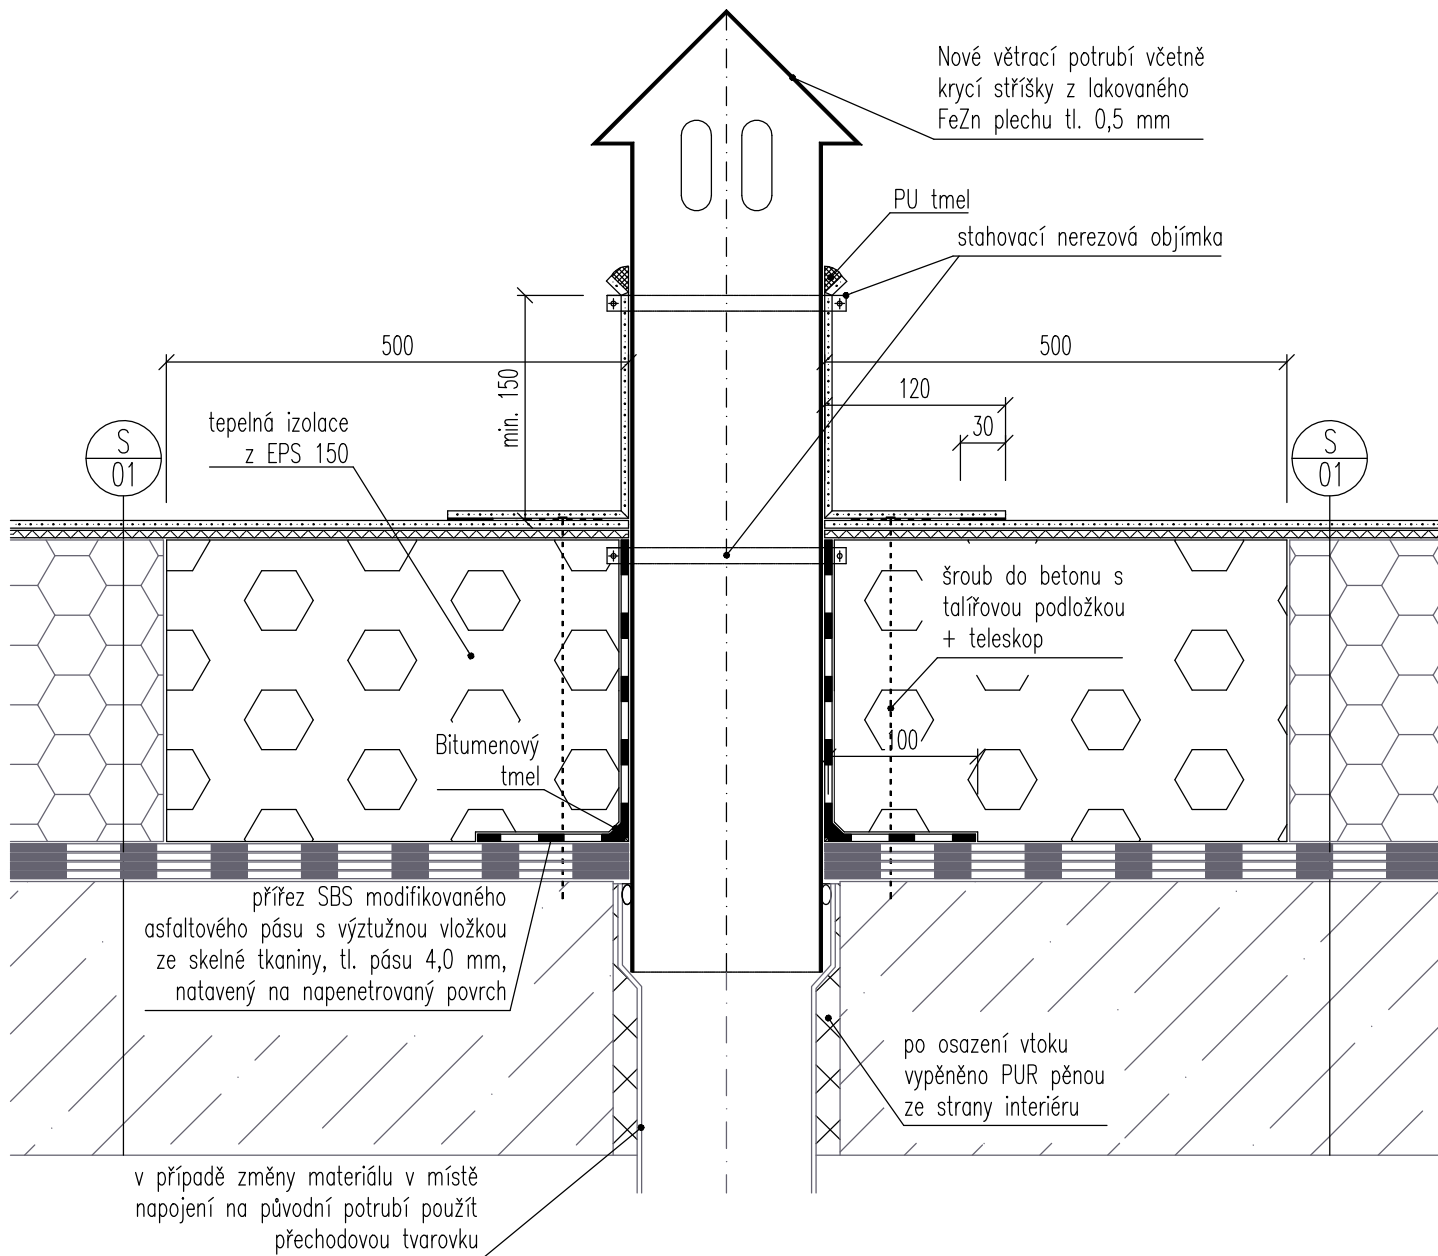 Nové větrací potrubí včetně
krycí stříšky z lakovaného
FeZn plechu tl. 0,5 mm
PU tmel
stahovací nerezová objímka
500
500
min. 150
120
30
tepelná izolace
z EPS 150
S
01
S
01
šroub do betonu s
talířovou podložkou
+ teleskop
100
Bitumenový
tmel
přířez SBS modifikovaného
asfaltového pásu s výztužnou vložkou
ze skelné tkaniny, tl. pásu 4,0 mm,
natavený na napenetrovaný povrch
po osazení vtoku
vypěněno PUR pěnou
ze strany interiéru
v případě změny materiálu v místě
napojení na původní potrubí použít
přechodovou tvarovku